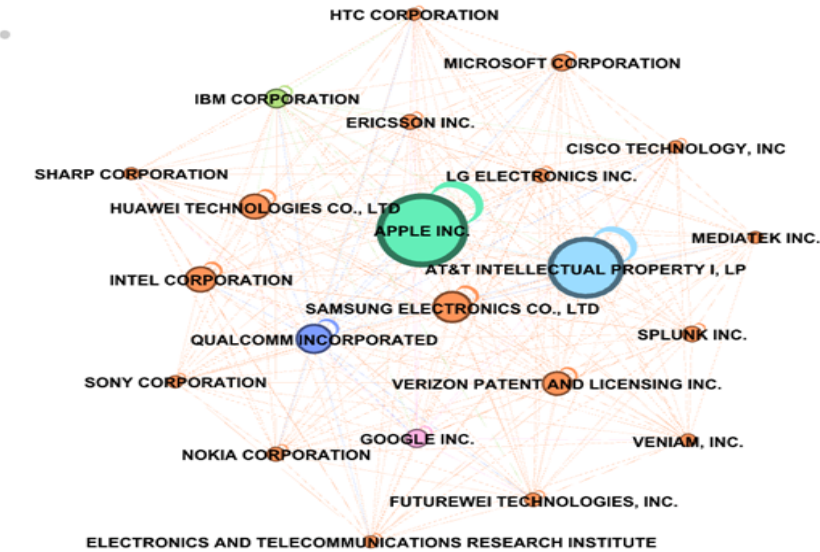 HTC CORPORATION
MICROSOFT CORPORATION
IBM CORPORATION
ERICSSON INC.
CISCO TECHNOLOGY, INC
SHARP CORPORATION
LG ELECTRONICS INC.
HUAWEI TECHNOLOGIES CO., LTD
APPLE INC.
MEDIATEK INC.
AT&T INTELLECTUAL PROPERTY I, LP
INTEL CORPORATION
SAMSUNG ELECTRONICS CO., LTD
SPLUNK INC.
QUALCOMM INCORPORATED
SONY CORPORATION
VERIZON PATENT AND LICENSING INC.
GOOGLE INC.
VENIAM, INC.
NOKIA CORPORATION
FUTUREWEI TECHNOLOGIES, INC.
ELECTRONICS AND TELECOMMUNICATIONS RESEARCH INSTITUTE